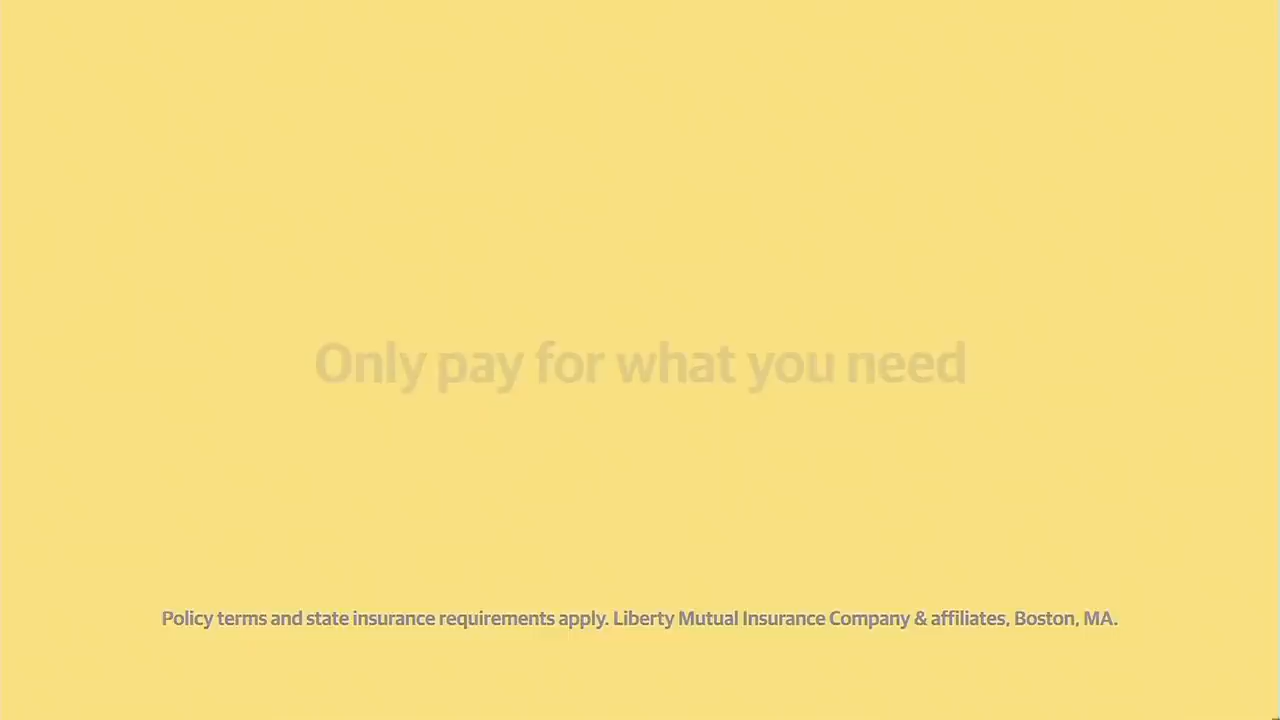 Only pay for what you need
Policy terms and state insurance requirements apply. Liberty Mutual Insurance Company & affiliates, Boston, MA.